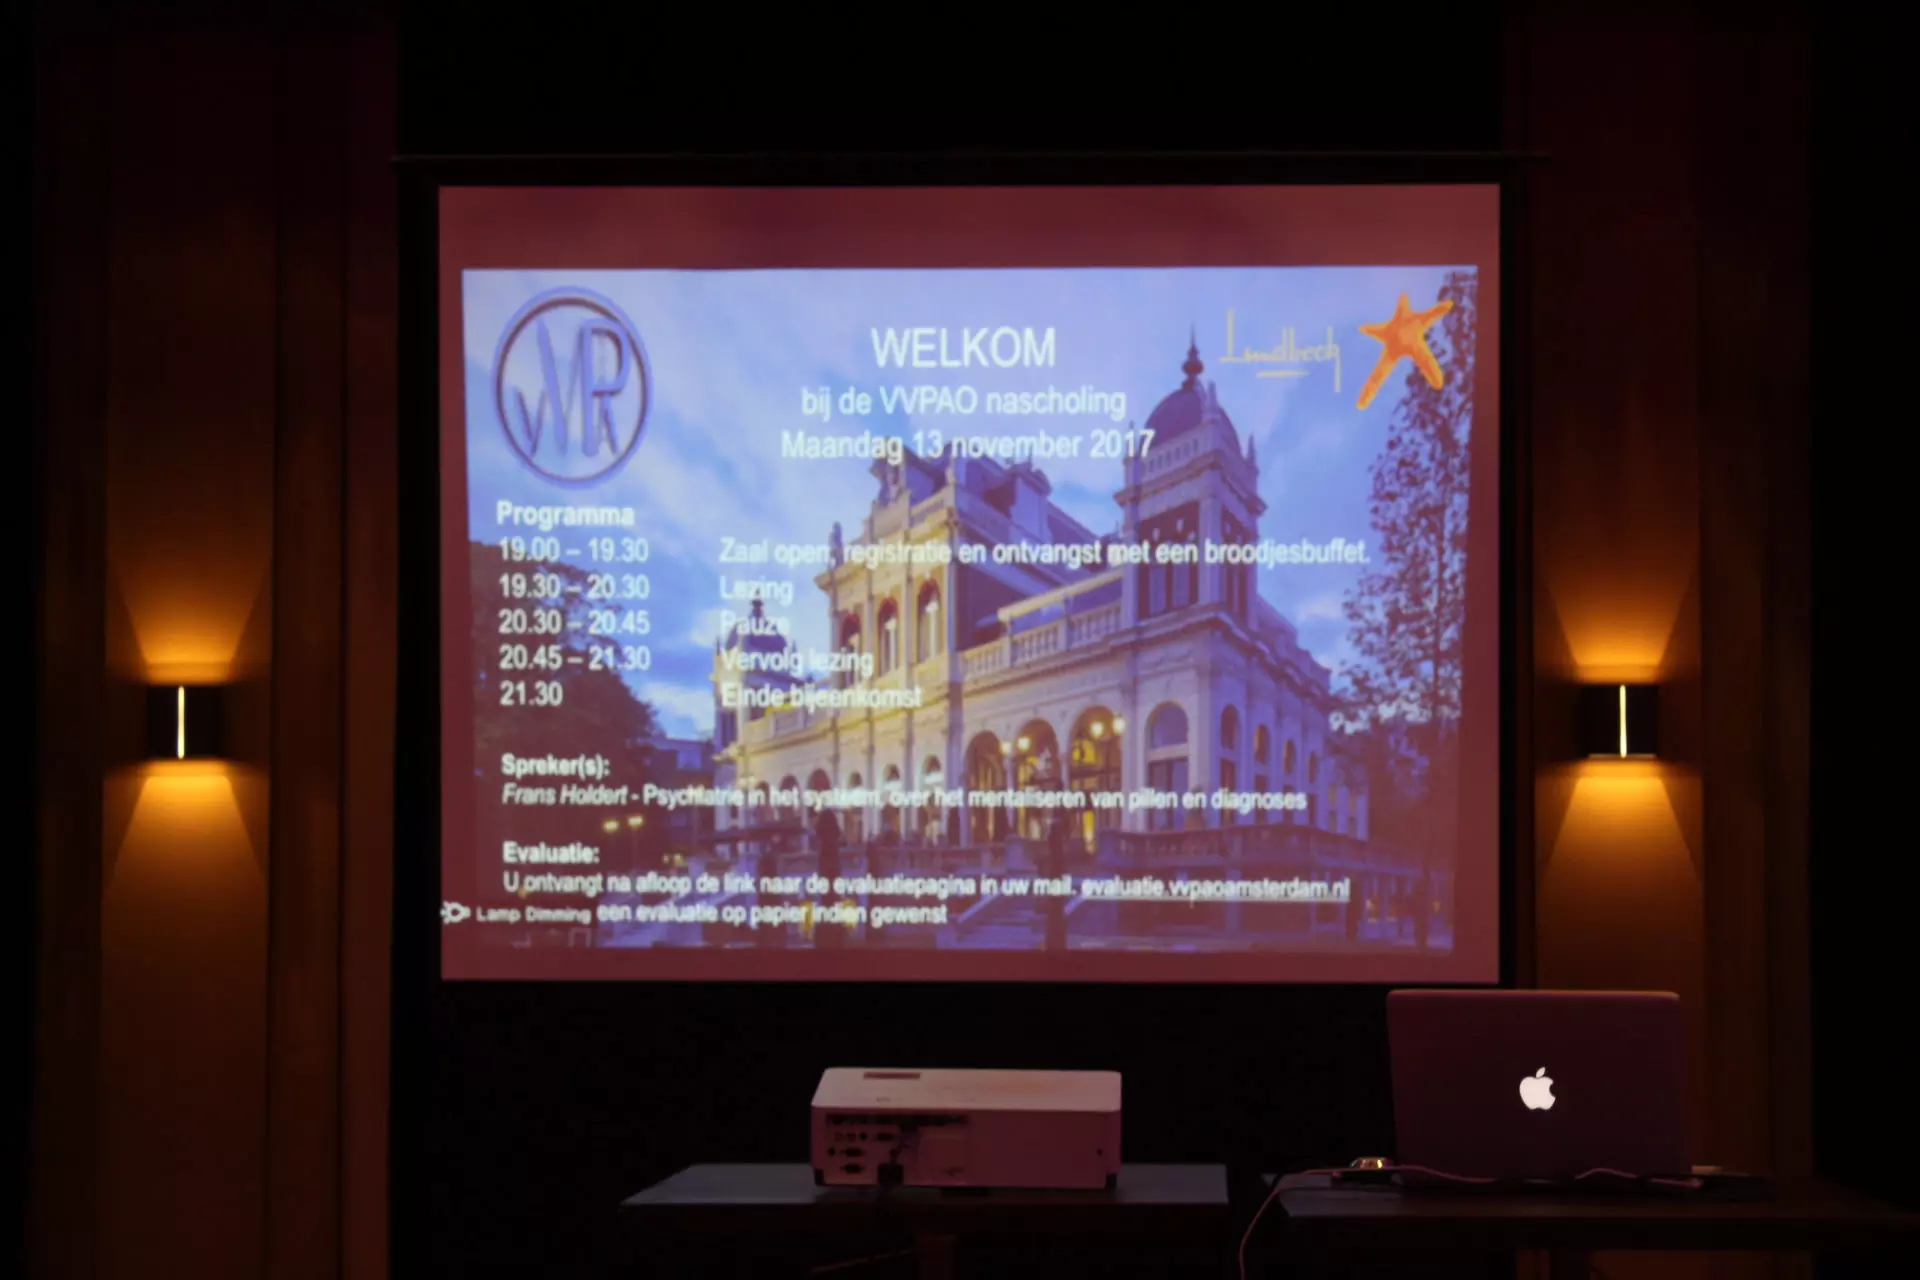 WELKOM
Lundbeck
bij de VVPAO nascholing
Maandag 13 november 2017
Programma
19.00 – 19.30 Zaal open, registratie en ontvangst met een broodjesbuffet.
19.30 – 20.30 Lezing
20.30 – 20.45 Pauze
20.45 – 21.30 Vervolg lezing
21.30 Einde bijeenkomst
Spreker(s):
Frans Holdert - Psychiatrie in het systeem, over het mentaliseren van pillen en diagnoses
Evaluatie:
U ontvangt na afloop de link naar de evaluatiepagina in uw mail. evaluatie.vvpaoamsterdam.nl
Lamp Dimming een evaluatie op papier indien gewenst